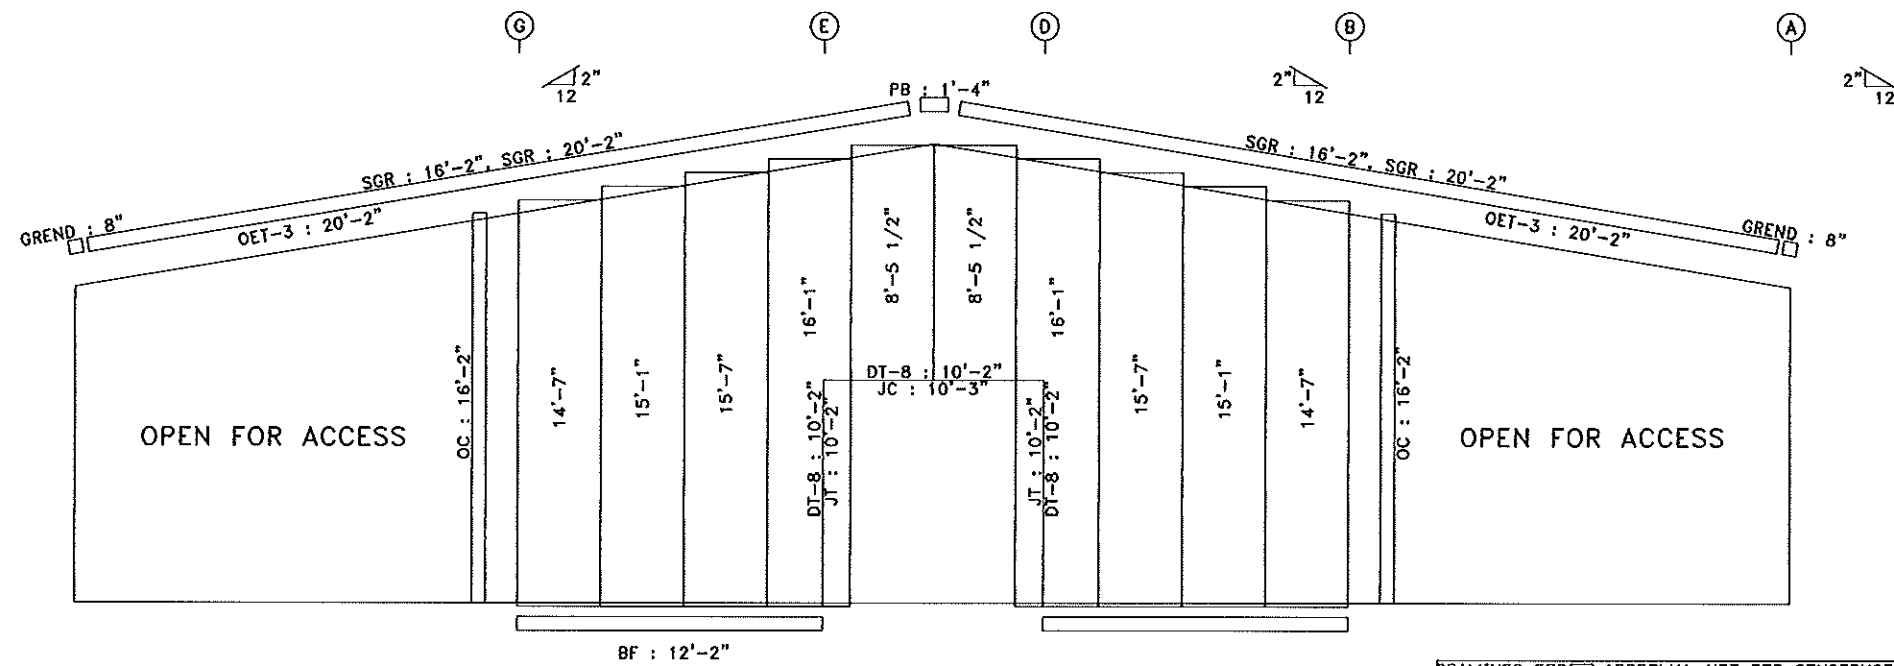 G E D B A
2"
12
2"
12
2"
12
PB : 1'-4"
SGR : 16'-2", SGR : 20'-2"
SGR : 16'-2", SGR : 20'-2"
GREND : 8"
OET-3 : 20'-2"
OET-3 : 20'-2"
GREND : 8"
OPEN FOR ACCESS
OC : 16'-2"
14'-7"
15'-1"
15'-7"
16'-1"
8'-5 1/2"
8'-5 1/2"
16'-1"
15'-7"
15'-1"
14'-7"
OC : 16'-2"
OPEN FOR ACCESS
DT-8 : 10'-2"
JC : 10'-3"
DT-8 : 10'-2"
JT : 10'-2"
JT : 10'-2"
DT-8 : 10'-2"
BF : 12'-2"